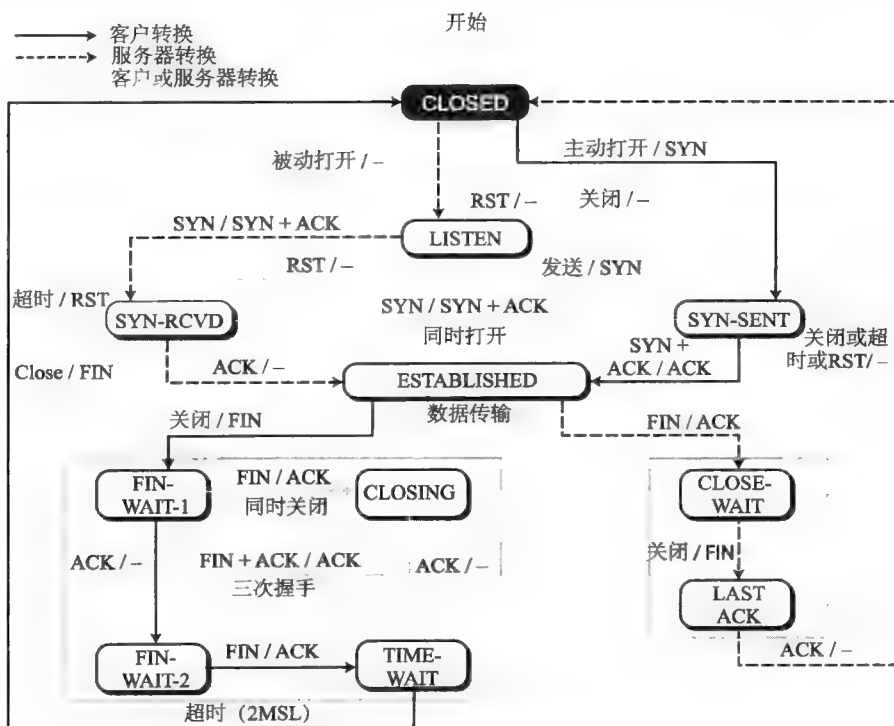 开始
客户转换
服务器转换
客户或服务器转换
CLOSED
被动打开 / –
主动打开 / SYN
RST / –
关闭 / –
SYN / SYN + ACK
LISTEN
RST / –
发送 / SYN
超时 / RST
SYN-RCVD
SYN / SYN + ACK
同时打开
SYN-SENT
关闭或超
时或RST/ –
Close / FIN
ACK / –
SYN +
ACK / ACK
ESTABLISHED
数据传输
关闭 / FIN
FIN / ACK
FIN-
WAIT-1
FIN / ACK
同时关闭
CLOSING
CLOSE-
WAIT
ACK / –
FIN + ACK / ACK
三次握手
ACK / –
关闭 / FIN
LAST
ACK
FIN-
WAIT-2
FIN / ACK
TIME-
WAIT
ACK / –
超时（2MSL）